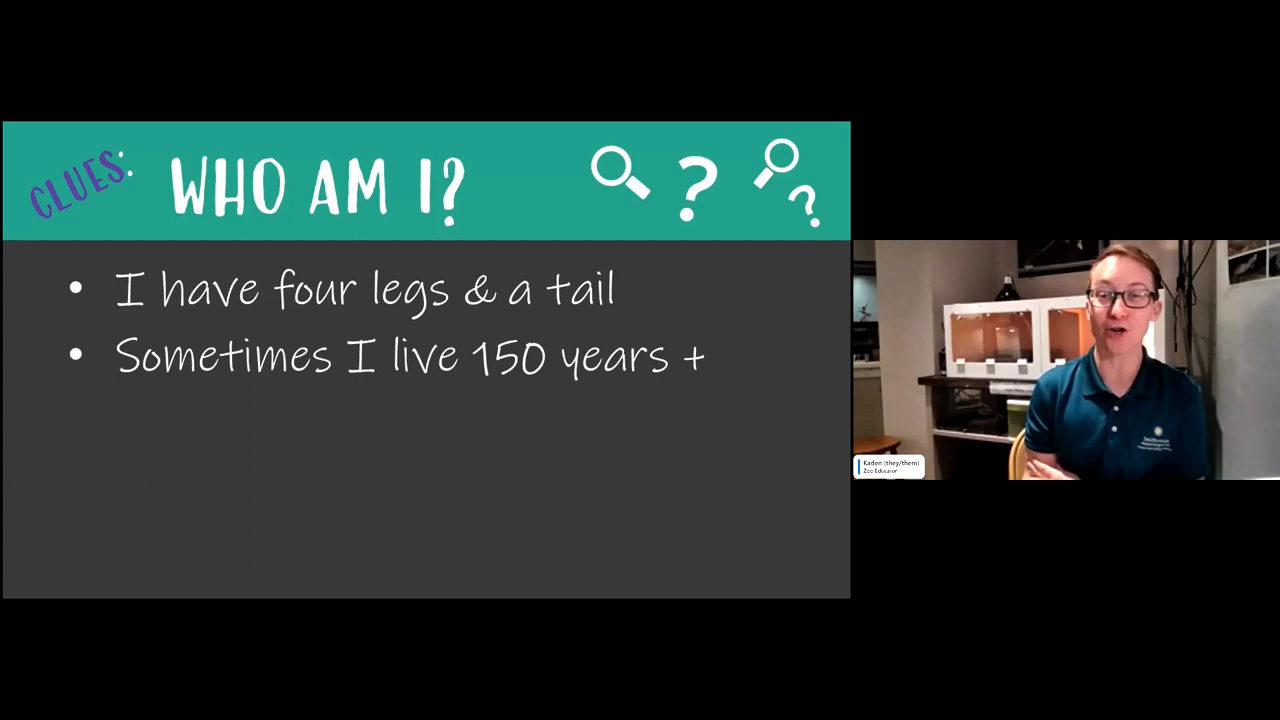 CLUES:
WHO AM I?
• I have four legs & a tail
• Sometimes I live 150 years +
Kaden (they/them)
Zoo Educator